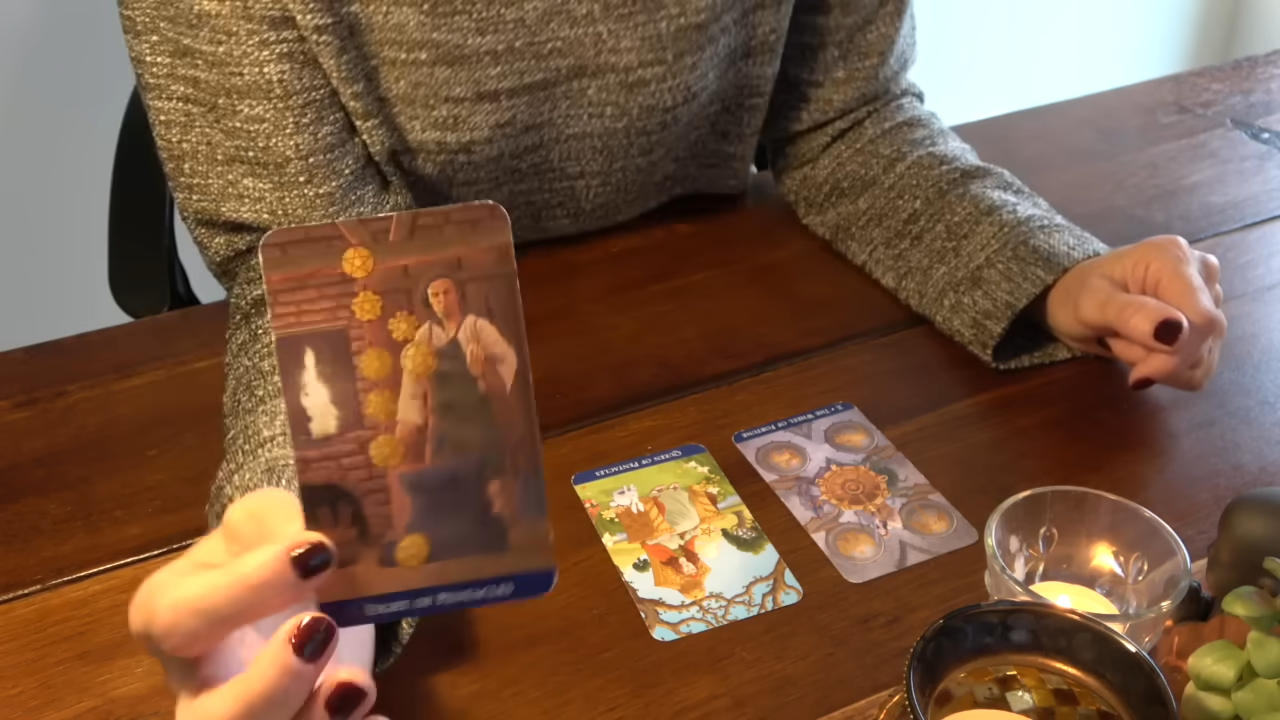 QUEEN OF PENTACLES
X • THE WHEEL OF FORTUNE